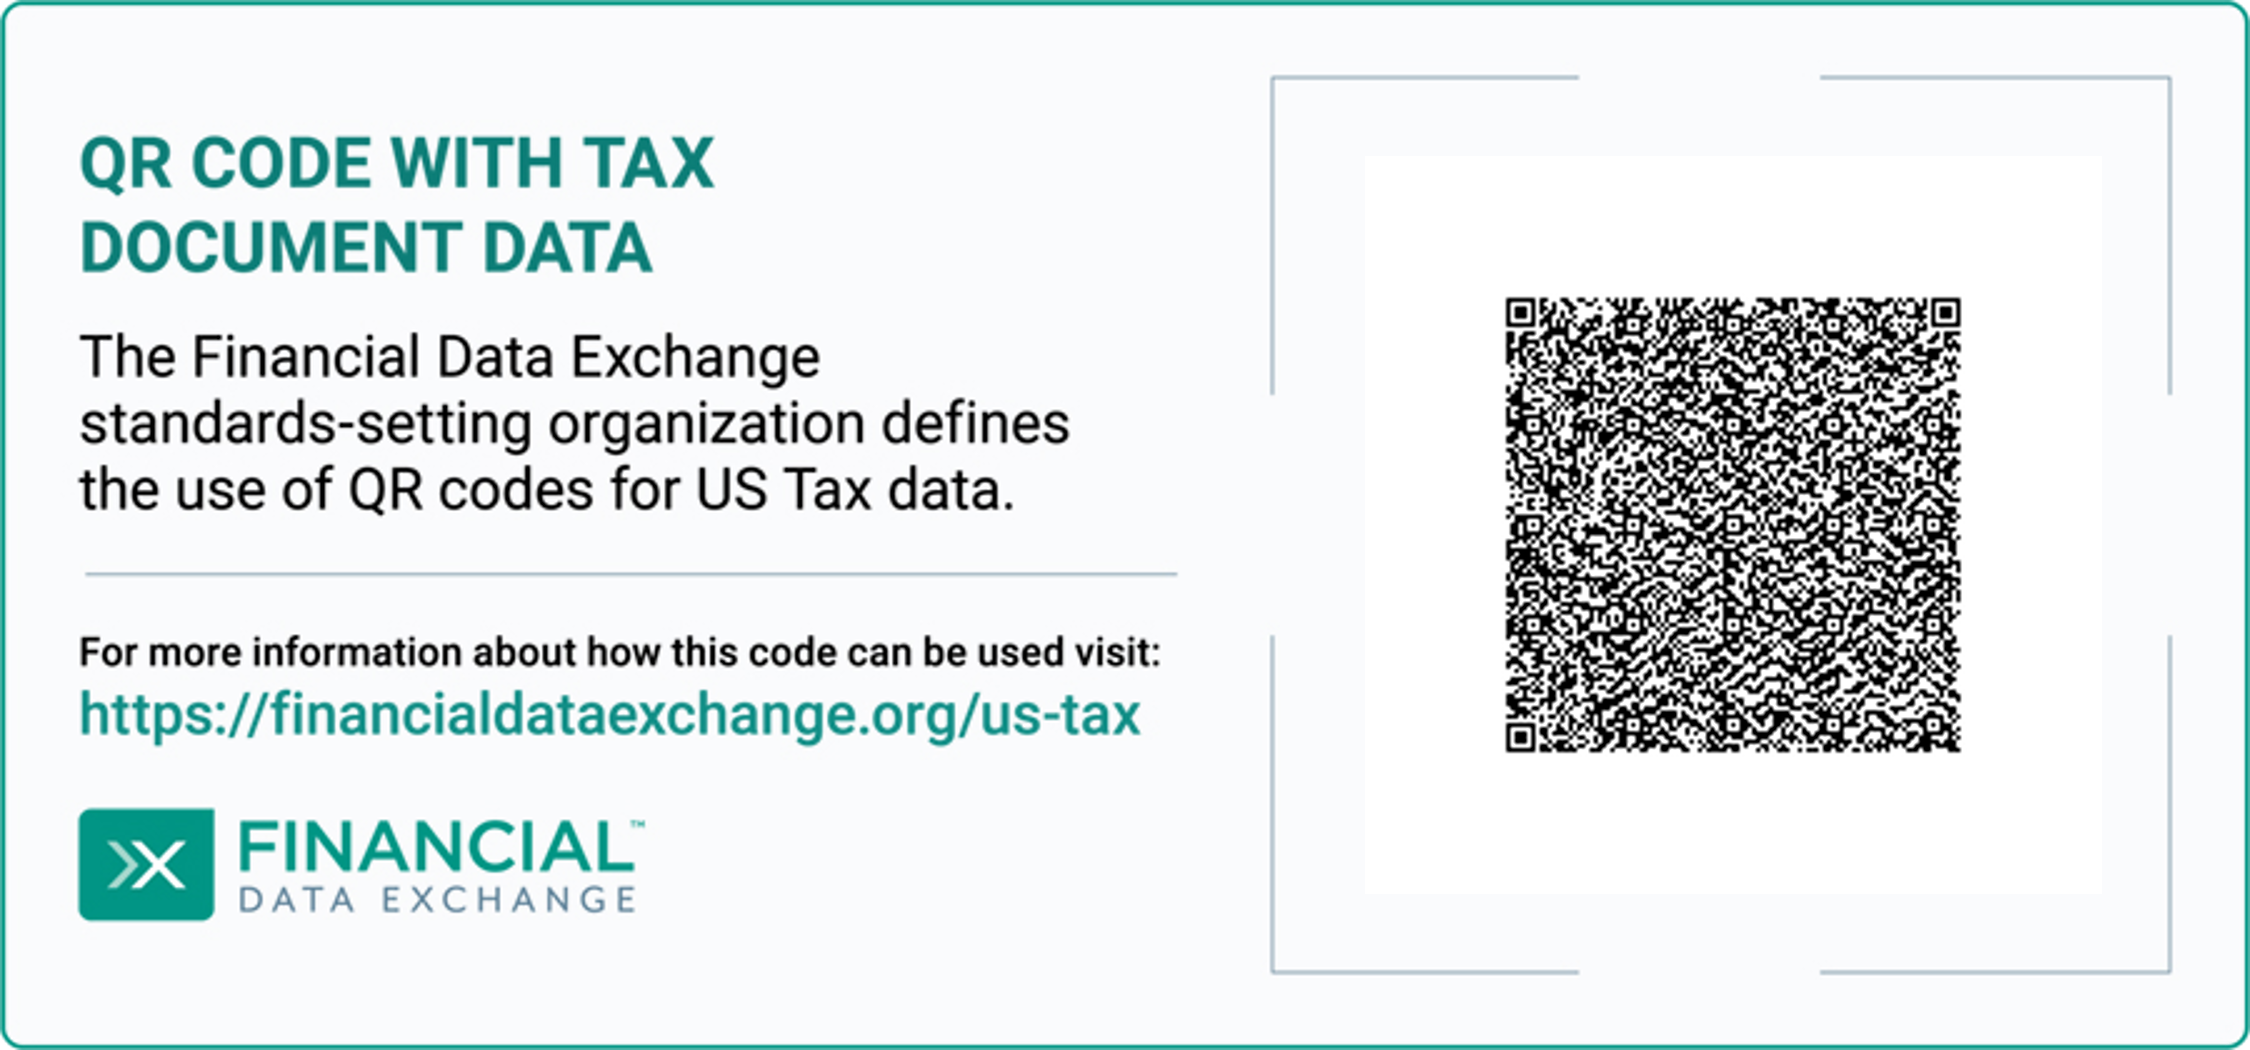 QR CODE WITH TAX
DOCUMENT DATA
The Financial Data Exchange
standards-setting organization defines
the use of QR codes for US Tax data.
For more information about how this code can be used visit:
https://financialdataexchange.org/us-tax
FINANCIAL™
DATA EXCHANGE